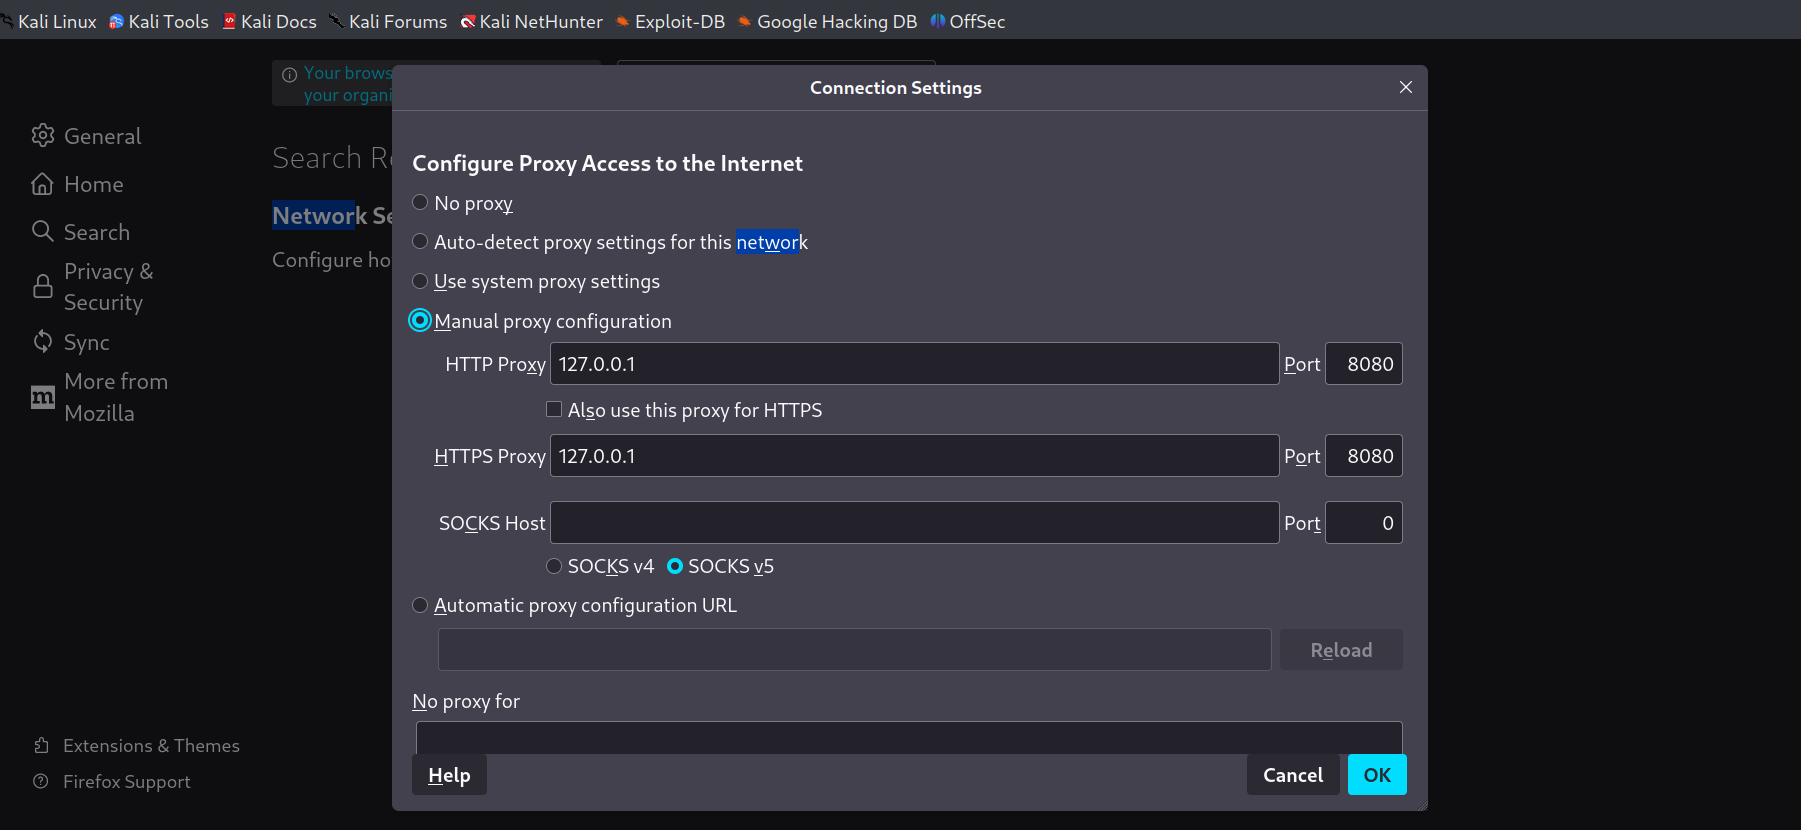 Kali Linux Kali Tools Kali Docs Kali Forums Kali NetHunter Exploit-DB Google Hacking DB OffSec
Your brows
your organi
Connection Settings
General
Home
Search
Privacy &
Security
Sync
More from
Mozilla
Extensions & Themes
Firefox Support
Search Re
Network Se
Configure ho
Configure Proxy Access to the Internet
No proxy
Auto-detect proxy settings for this network
Use system proxy settings
Manual proxy configuration
HTTP Proxy 127.0.0.1 Port 8080
Also use this proxy for HTTPS
HTTPS Proxy 127.0.0.1 Port 8080
SOCKS Host Port 0
SOCKS v4 SOCKS v5
Automatic proxy configuration URL
Reload
No proxy for
Help Cancel OK